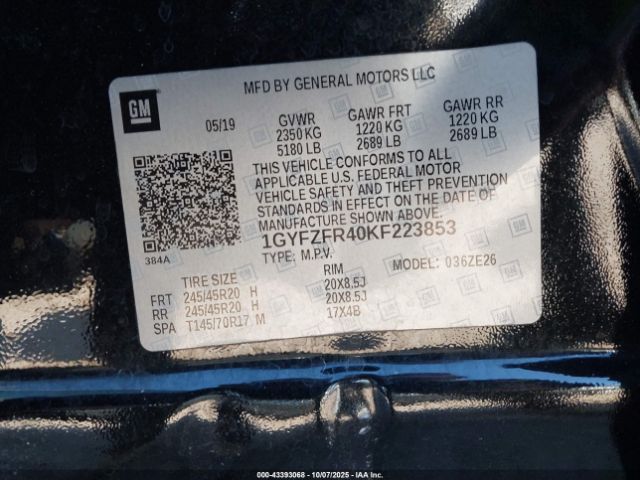 MFD BY GENERAL MOTORS LLC
GM
05/19
GVWR GAWR FRT GAWR RR
2350 KG 1220 KG 1220 KG
5180 LB 2689 LB 2689 LB
THIS VEHICLE CONFORMS TO ALL
APPLICABLE U.S. FEDERAL MOTOR
VEHICLE SAFETY AND THEFT PREVENTION
STANDARDS IN EFFECT ON THE DATE OF
MANUFACTURE SHOWN ABOVE.
1GYFZFR40KF223853
384A
TYPE: M.P.V. MODEL: 036ZE26
TIRE SIZE RIM
FRT 245/45R20 H 20X8.5J
RR 245/45R20 H 20X8.5J
SPA T145/70R17 M 17X4B
000-43393068 - 10/07/2025 - IAA Inc.